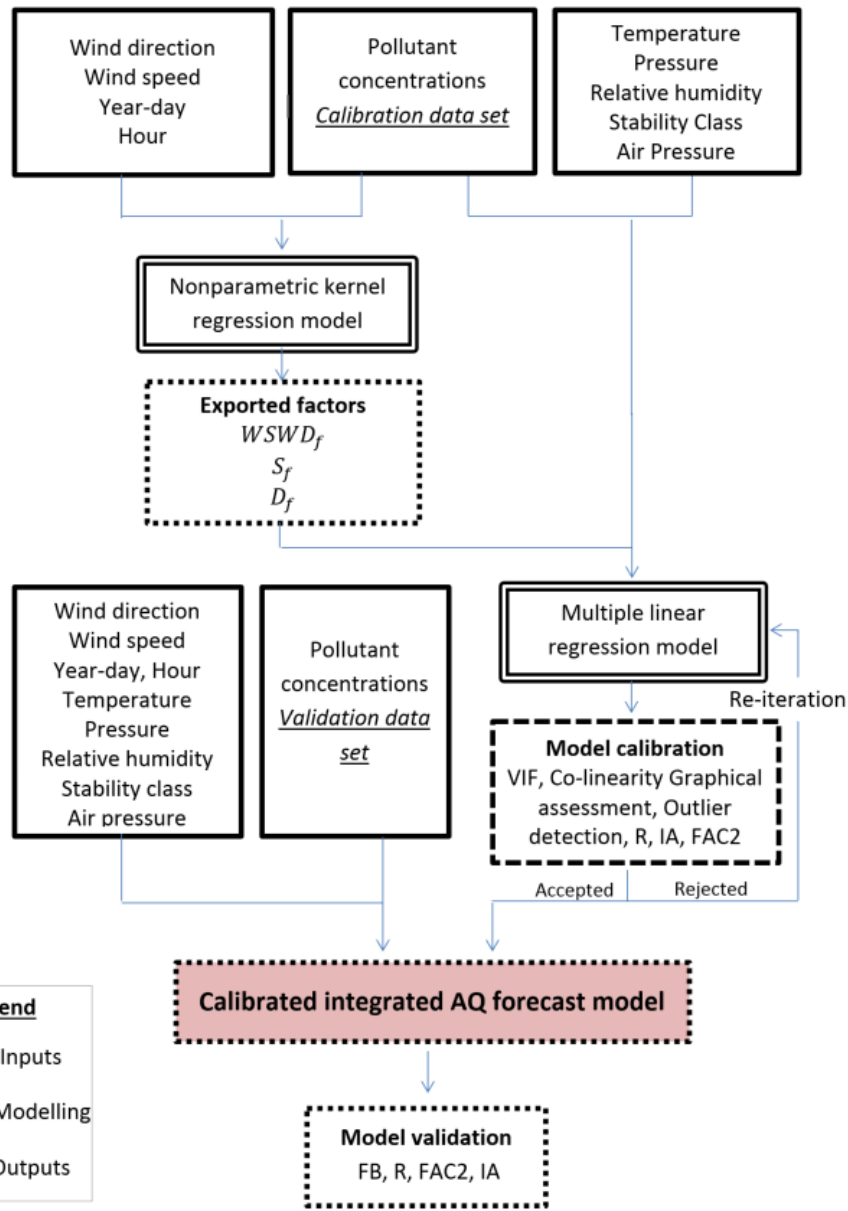 Wind direction
Wind speed
Year-day
Hour
Pollutant
concentrations
Calibration data set
Temperature
Pressure
Relative humidity
Stability Class
Air Pressure
Nonparametric kernel
regression model
Exported factors
WSWD_f
S_f
D_f
Wind direction
Wind speed
Year-day, Hour
Temperature
Pressure
Relative humidity
Stability class
Air pressure
Pollutant
concentrations
Validation data
set
Multiple linear
regression model
Re-iteration
Model calibration
VIF, Co-linearity Graphical
assessment, Outlier
detection, R, IA, FAC2
Accepted
Rejected
Calibrated integrated AQ forecast model
end
Inputs
Modelling
Outputs
Model validation
FB, R, FAC2, IA